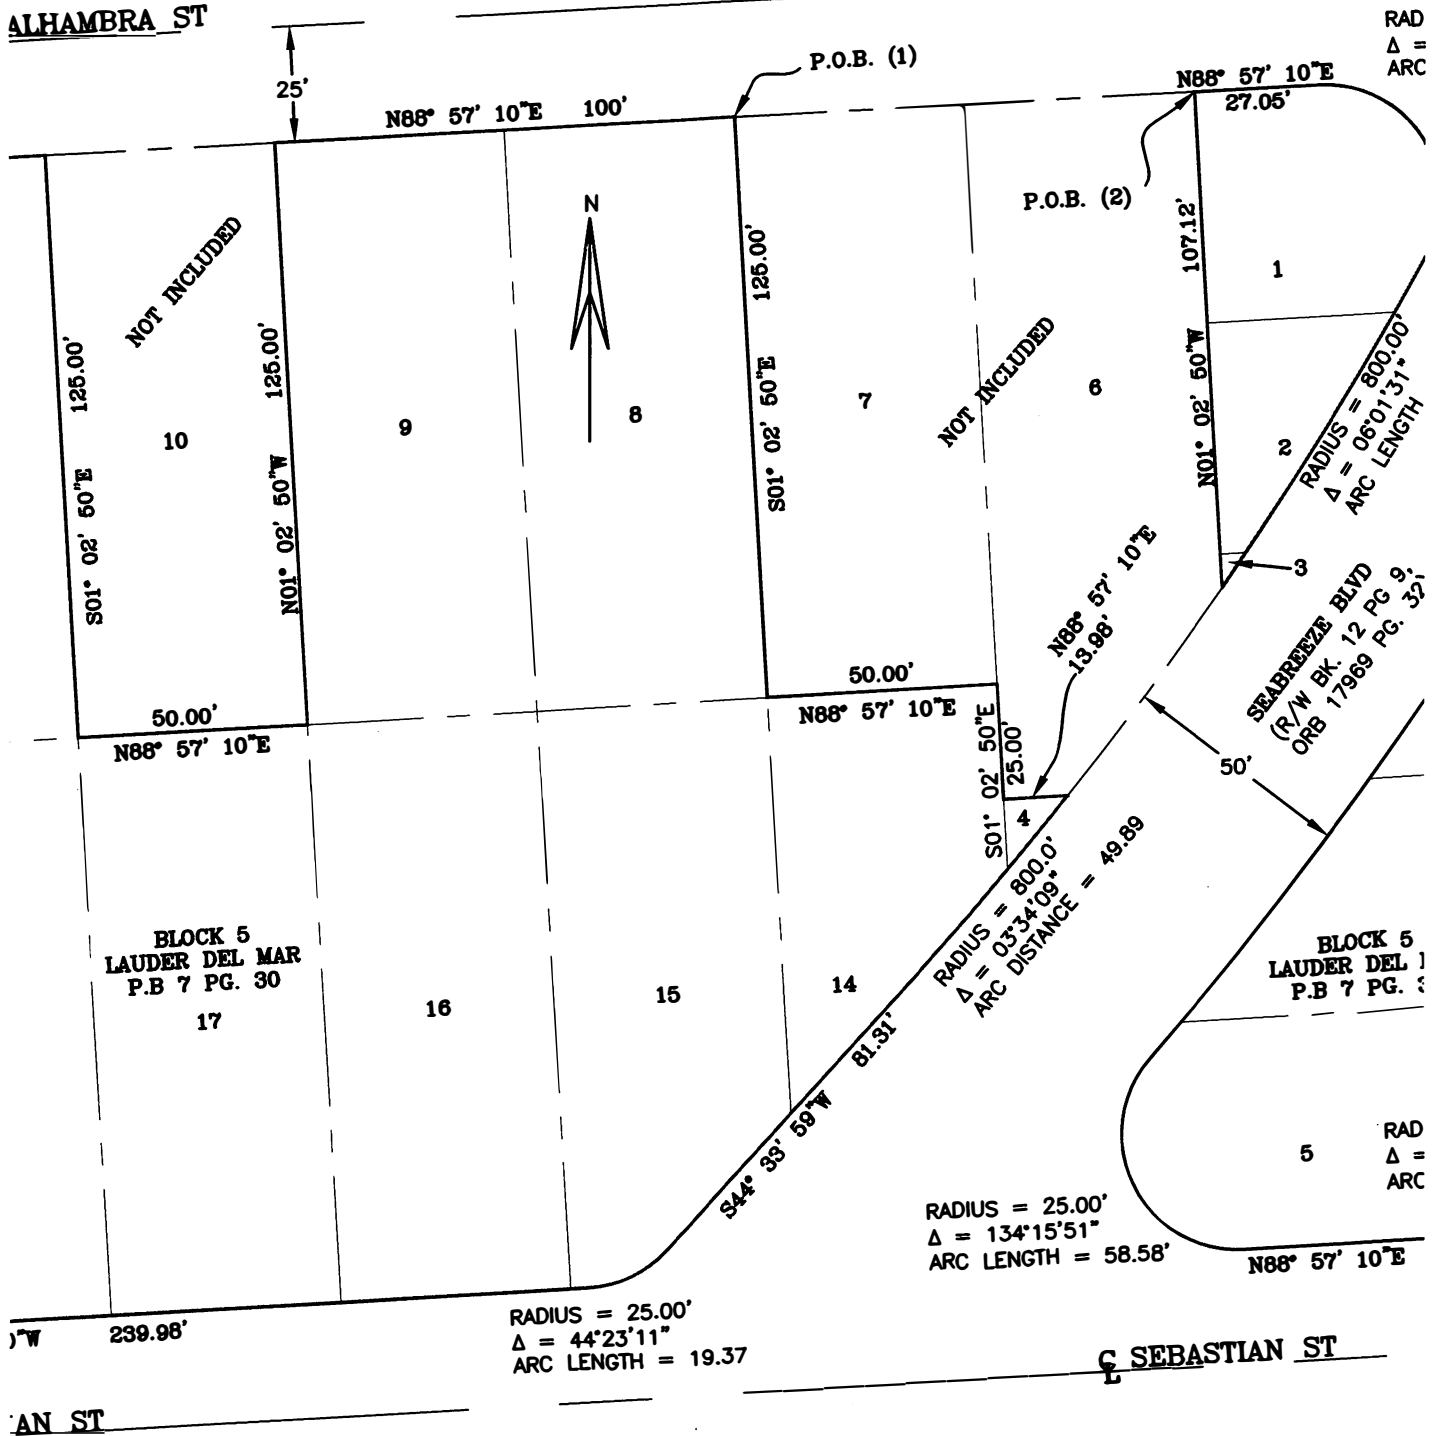 ALHAMBRA ST
25'
N88° 57' 10"E 100'
P.O.B. (1)
N88° 57' 10"E
27.05'
RAD
Δ =
ARC
N
P.O.B. (2)
NOT INCLUDED
NOT INCLUDED
S01° 02' 50"E 125.00'
10
N01° 02' 50"W 125.00'
9
8
S01° 02' 50"E 125.00'
7
6
N01° 02' 50"W 107.12'
1
2
3
RADIUS = 800.00'
Δ = 06°01'31"
ARC LENGTH
SEABREEZE BLVD
(R/W BK. 12 PG 9,
ORB 17969 PG. 32
50'
N88° 57' 10"E
13.98'
50.00'
N88° 57' 10"E
50.00'
N88° 57' 10"E
S01° 02' 50"E
25.00'
4
RADIUS = 800.0'
Δ = 03°34'09"
ARC DISTANCE = 49.89
BLOCK 5
LAUDER DEL MAR
P.B 7 PG. 30
17
16
15
14
S44° 33' 59"W 81.31'
BLOCK 5
LAUDER DEL
P.B 7 PG.
5
RAD
Δ =
ARC
RADIUS = 25.00'
Δ = 134°15'51"
ARC LENGTH = 58.58'
N88° 57' 10"E
"W 239.98'
RADIUS = 25.00'
Δ = 44°23'11"
ARC LENGTH = 19.37
CL SEBASTIAN ST
AN ST